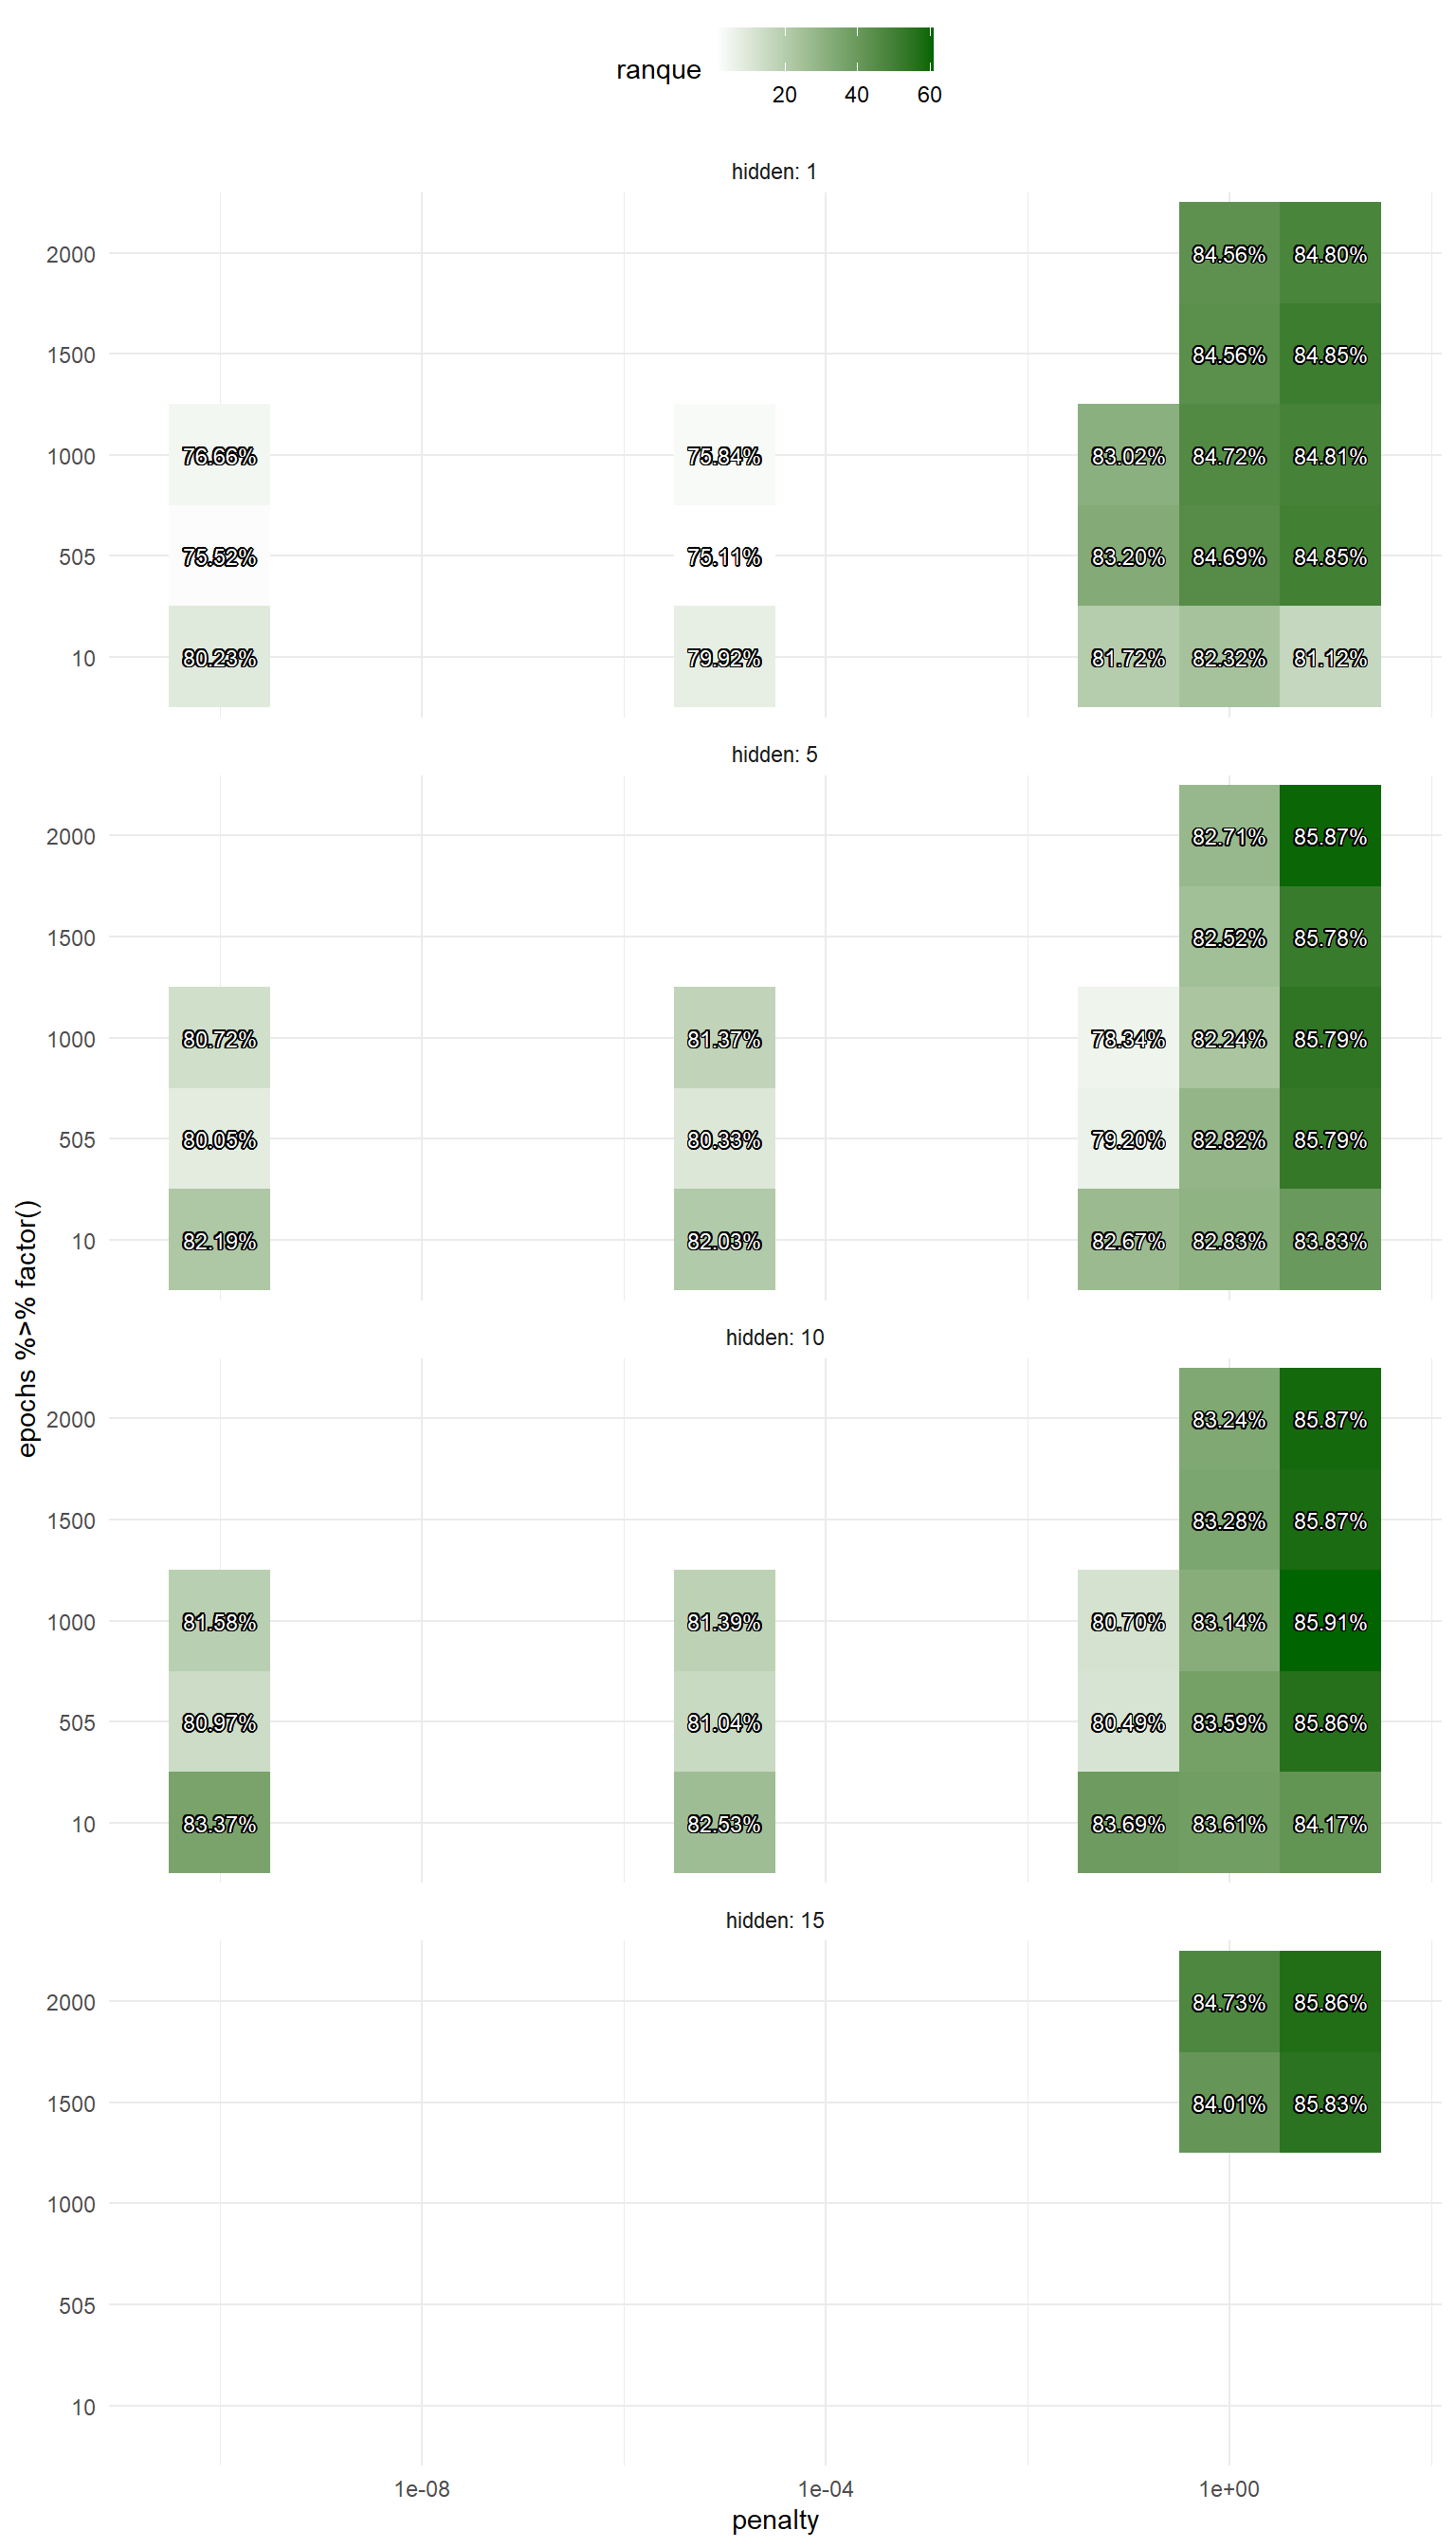 ranque
20 40 60
hidden: 1
2000 84.56% 84.80%
1500 84.56% 84.85%
1000 76.66% 75.84% 83.02% 84.72% 84.81%
505 75.52% 75.11% 83.20% 84.69% 84.85%
10 80.23% 79.92% 81.72% 82.32% 81.12%
hidden: 5
2000 82.71% 85.87%
1500 82.52% 85.78%
1000 80.72% 81.37% 78.34% 82.24% 85.79%
505 80.05% 80.33% 79.20% 82.82% 85.79%
10 82.19% 82.03% 82.67% 82.83% 83.83%
epochs %>% factor()
hidden: 10
2000 83.24% 85.87%
1500 83.28% 85.87%
1000 81.58% 81.39% 80.70% 83.14% 85.91%
505 80.97% 81.04% 80.49% 83.59% 85.86%
10 83.37% 82.53% 83.69% 83.61% 84.17%
hidden: 15
2000 84.73% 85.86%
1500 84.01% 85.83%
1000
505
10
1e-08 1e-04 1e+00
penalty